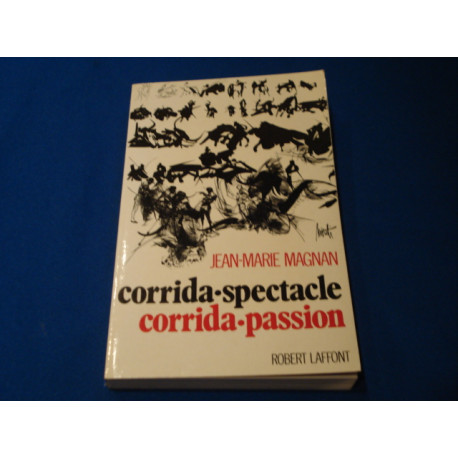 JEAN-MARIE MAGNAN
corrida·spectacle
corrida·passion
ROBERT LAFFONT